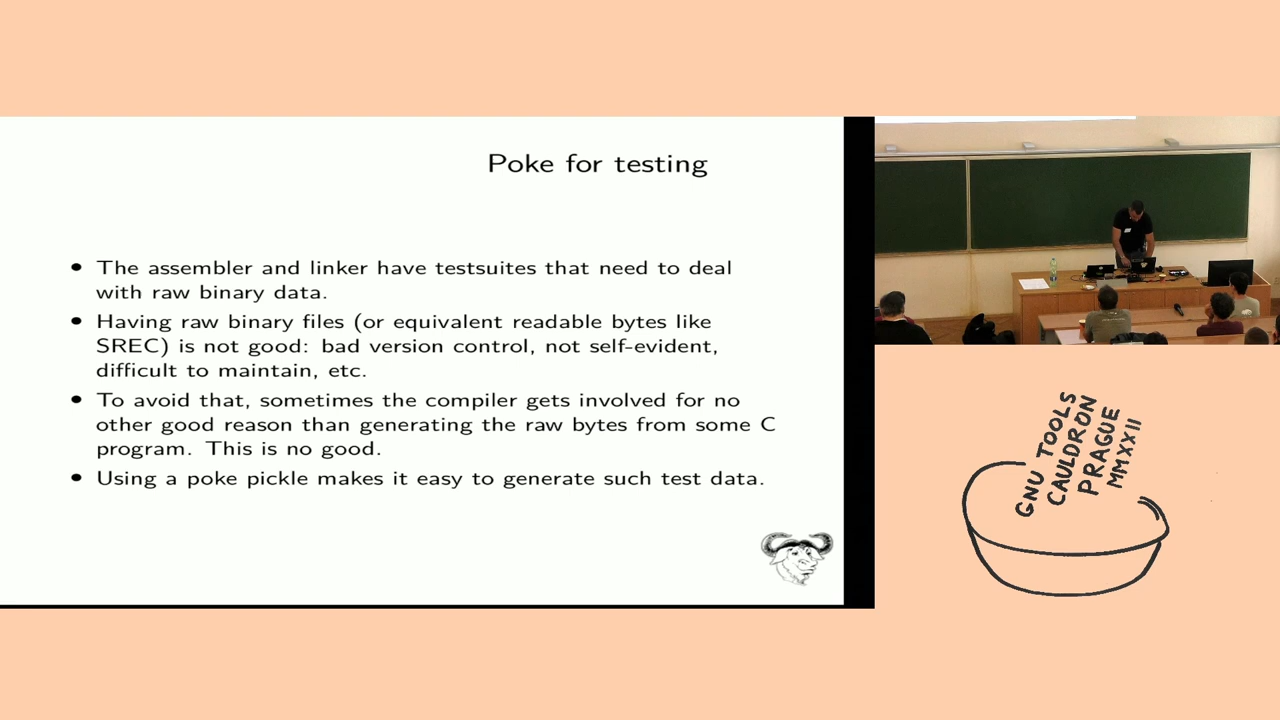 Poke for testing
• The assembler and linker have testsuites that need to deal
with raw binary data.
• Having raw binary files (or equivalent readable bytes like
SREC) is not good: bad version control, not self-evident,
difficult to maintain, etc.
• To avoid that, sometimes the compiler gets involved for no
other good reason than generating the raw bytes from some C
program. This is no good.
• Using a poke pickle makes it easy to generate such test data.
GNU TOOLS
CAULDRON
PRAGUE
MMXXII